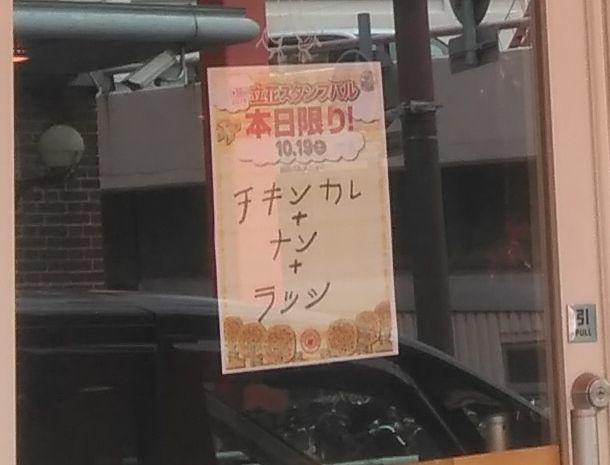 立花スタンプバル
本日限り!
10.19
チキンカレ
+
ナン
+
ラッシ
引
PULL